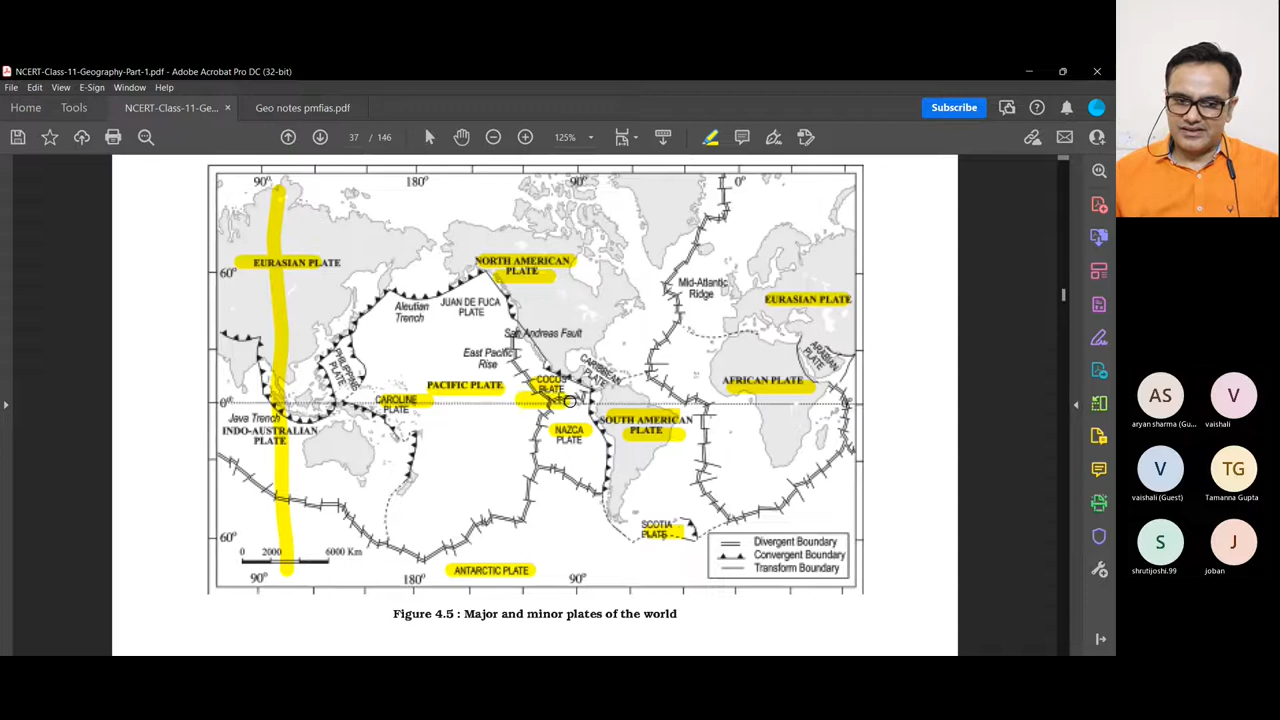 NCERT-Class-11-Geography-Part-1.pdf - Adobe Acrobat Pro DC (32-bit)
File Edit View E-Sign Window Help
Home Tools NCERT-Class-11-Ge... × Geo notes pmfias.pdf Subscribe
37 / 146 125%
90° 180° 90° 0°
EURASIAN PLATE
60°
NORTH AMERICAN
PLATE
Mid-Atlantic
Ridge
EURASIAN PLATE
Aleutian
Trench
JUAN DE FUCA
PLATE
San Andreas Fault
East Pacific
Rise
PHILIPPINE
PLATE
CARIBBEAN
PLATE
ARABIAN
PLATE
COCOS
PLATE
PACIFIC PLATE
AFRICAN PLATE
CAROLINE
PLATE
0°
Java Trench
INDO-AUSTRALIAN
PLATE
NAZCA
PLATE
SOUTH AMERICAN
PLATE
SCOTIA
PLATE
60°
0 2000 6000 Km
ANTARCTIC PLATE
90° 180° 90°
Divergent Boundary
Convergent Boundary
Transform Boundary
Figure 4.5 : Major and minor plates of the world
AS
aryan sharma (Gu...
V
vaishali
V
vaishali (Guest)
TG
Tamanna Gupta
S
shrutijoshi.99
J
joban